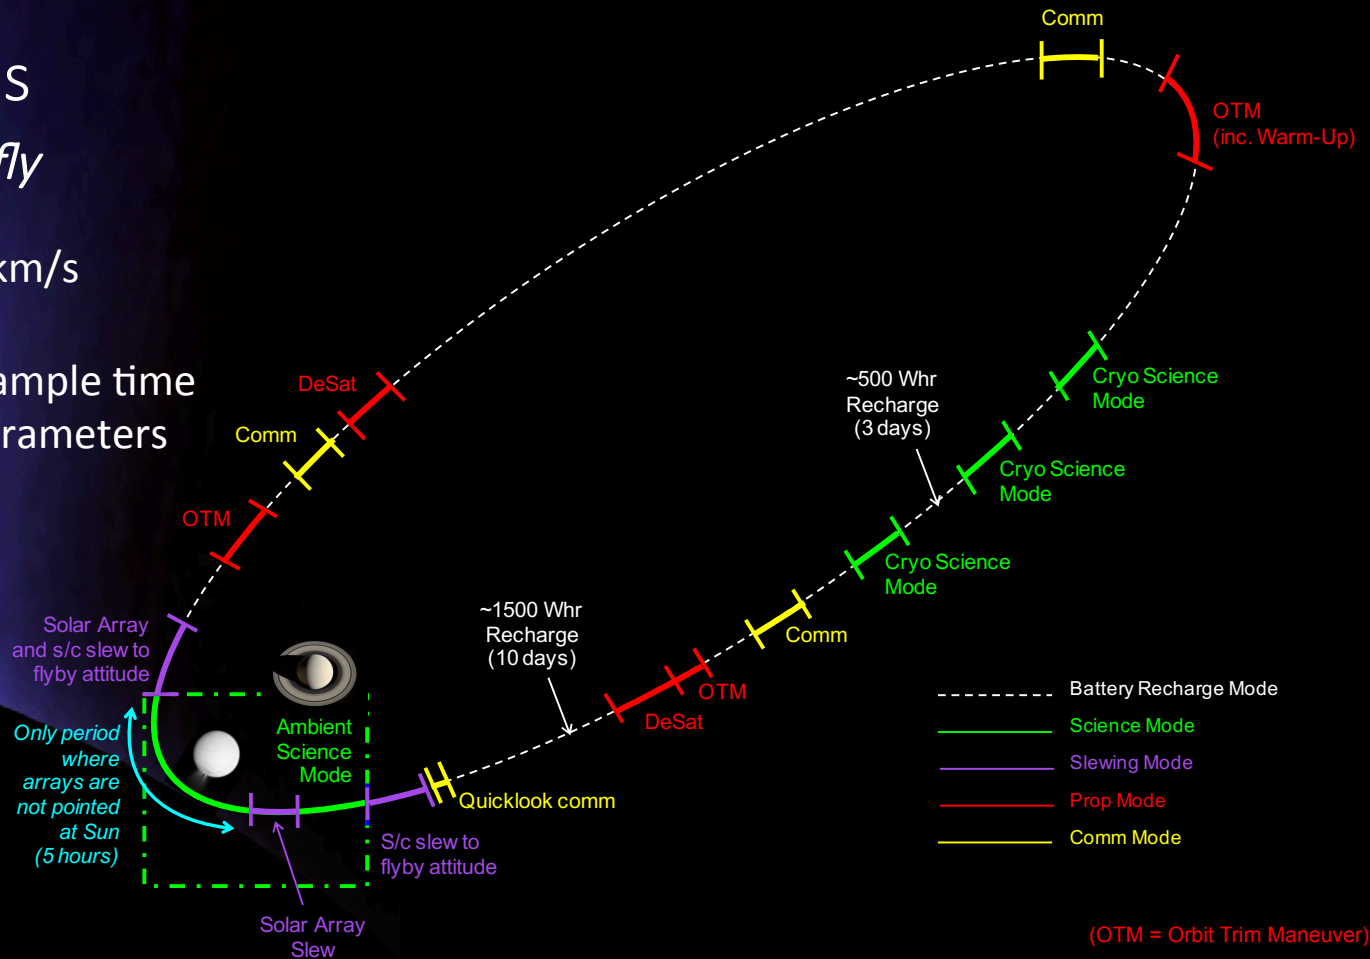 S
fly
km/s
ample time
rameters
Comm
OTM
(inc. Warm-Up)
DeSat
Comm
OTM
~500 Whr
Recharge
(3 days)
Cryo Science
Mode
Cryo Science
Mode
Cryo Science
Mode
Solar Array
and s/c slew to
flyby attitude
~1500 Whr
Recharge
(10 days)
Comm
OTM
DeSat
Only period
where
arrays are
not pointed
at Sun
(5 hours)
Ambient
Science
Mode
Quicklook comm
S/c slew to
flyby attitude
Solar Array
Slew
Battery Recharge Mode
Science Mode
Slewing Mode
Prop Mode
Comm Mode
(OTM = Orbit Trim Maneuver)